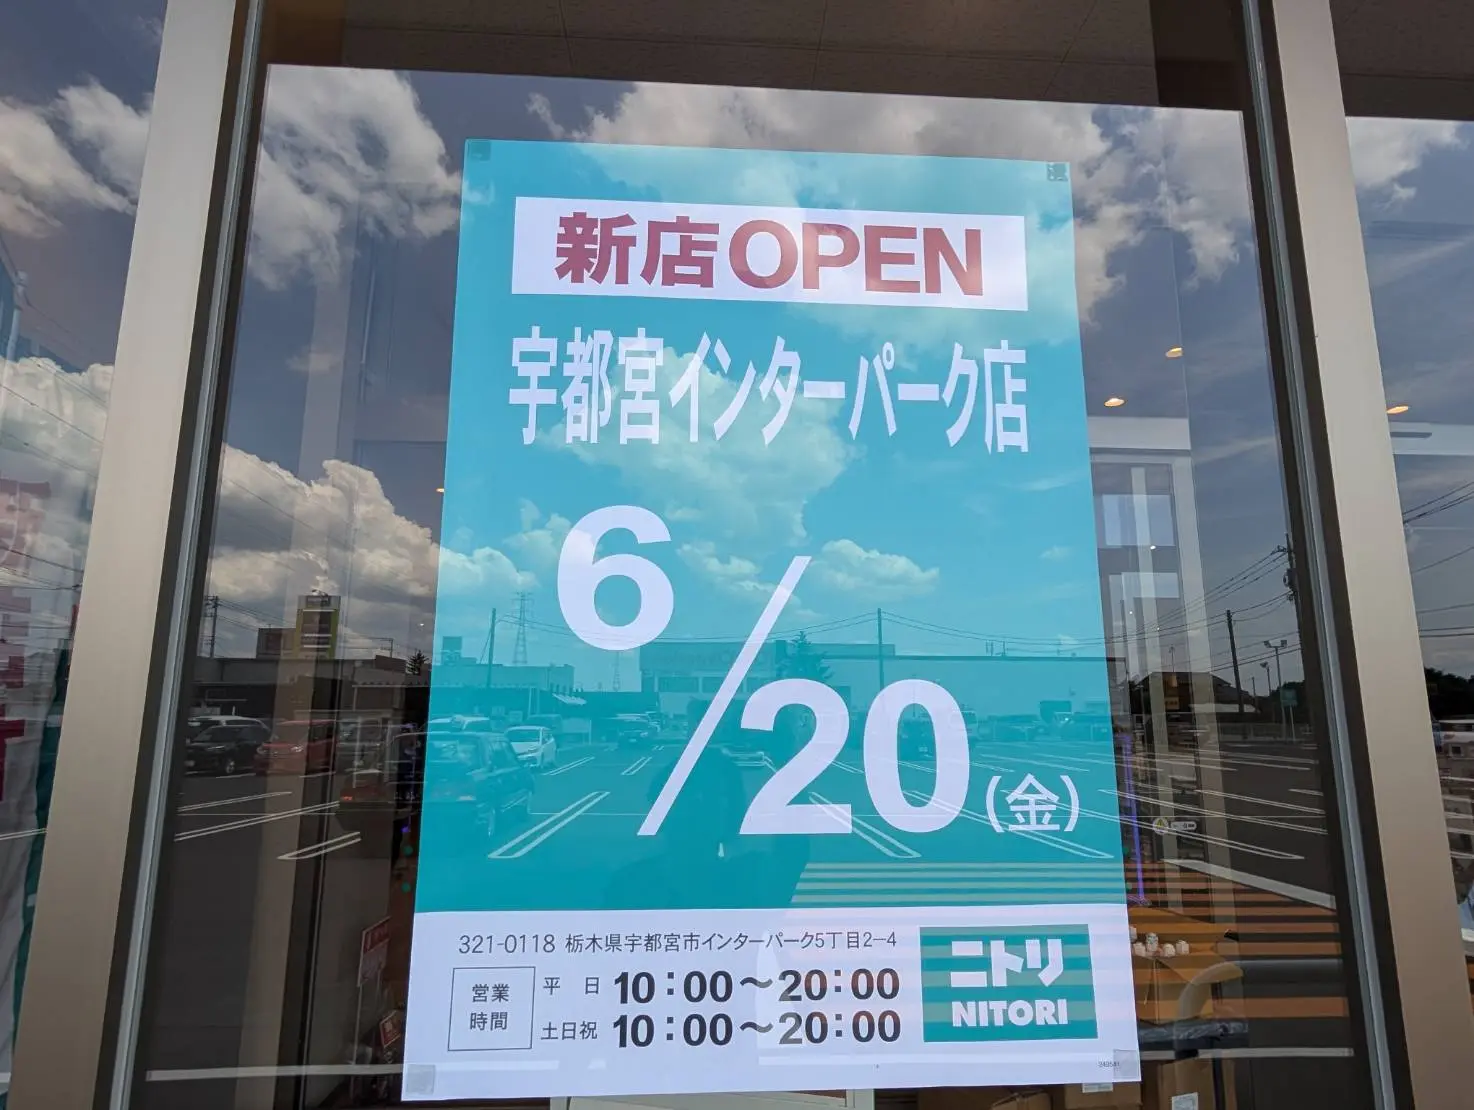 新店OPEN
宇都宮インターパーク店
6/20(金)
321-0118 栃木県宇都宮市インターパーク5丁目2-4
営業時間
平日 10:00~20:00
土日祝 10:00~20:00
ニトリ
NITORI